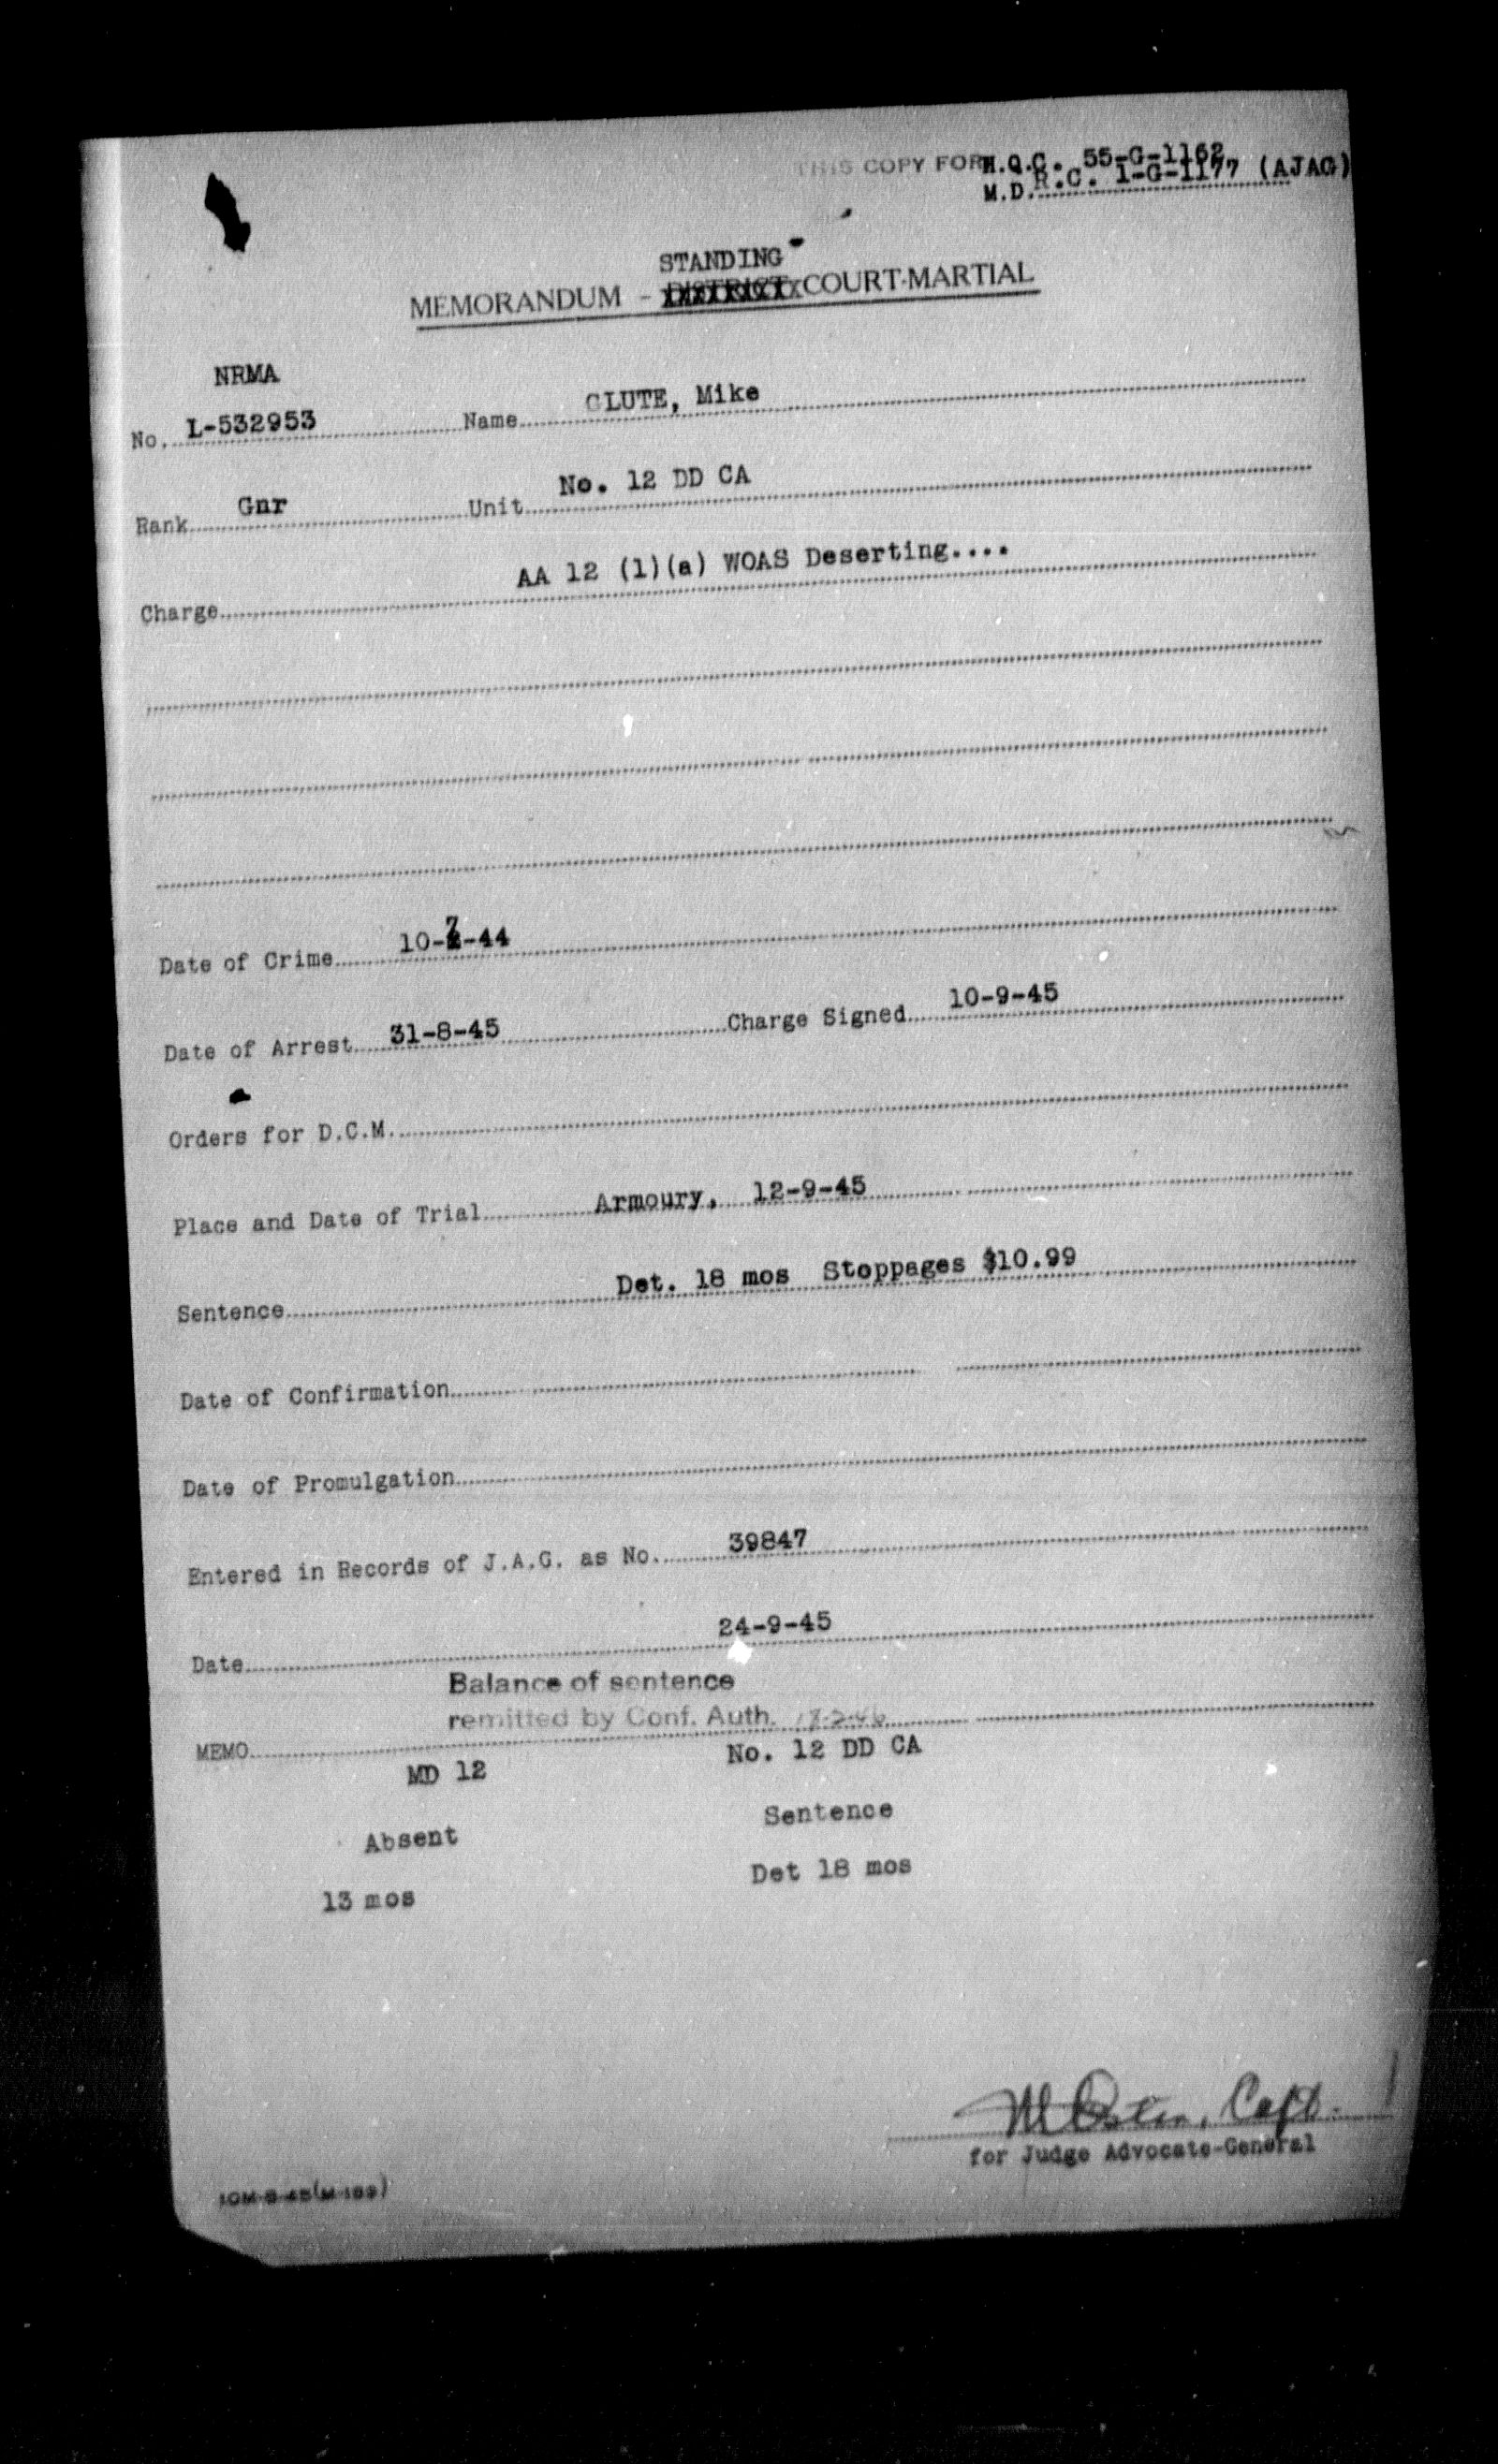 THIS COPY FOR H.Q.C. 55-G-1162
M.D. R.C. 1-G-1177 (AJAG)
STANDING
MEMORANDUM - DISTRICT COURT-MARTIAL
NRMA
No. L-532953 Name GLUTE, Mike
Rank Gnr Unit No. 12 DD CA
Charge AA 12 (1)(a) WOAS Deserting....
Date of Crime 10-7-44
Date of Arrest 31-8-45 Charge Signed 10-9-45
Orders for D.C.M.
Place and Date of Trial Armoury, 12-9-45
Sentence Det. 18 mos Stoppages $10.99
Date of Confirmation
Date of Promulgation
Entered in Records of J.A.G. as No. 39847
Date 24-9-45
Balance of sentence
remitted by Conf. Auth.
MEMO
MD 12 No. 12 DD CA
Absent Sentence
13 mos Det 18 mos
Capt.
for Judge Advocate-General